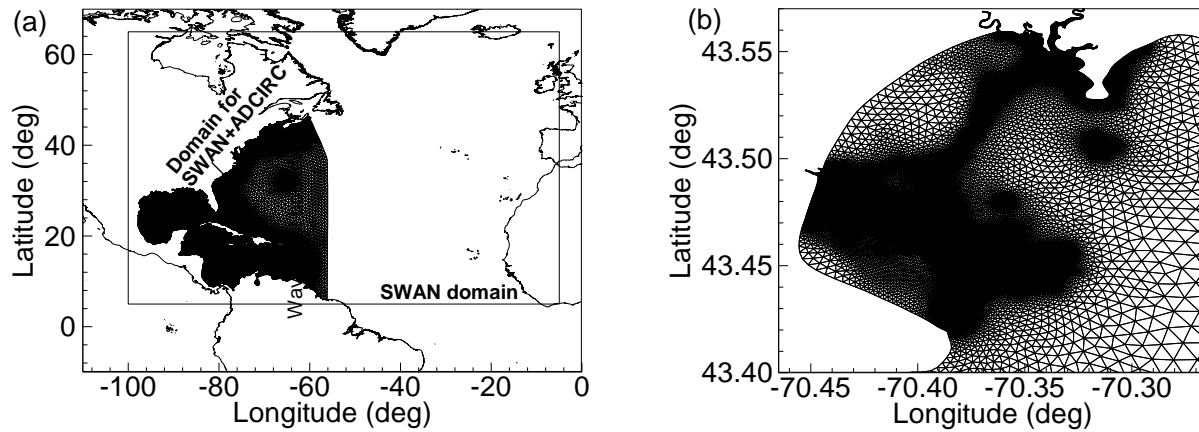 (a)
60
40
20
0
Latitude (deg)
-100
-80
-60
-40
-20
0
Longitude (deg)
Domain for
SWAN+ADCIRC
SWAN domain
Wav
(b)
43.55
43.50
43.45
43.40
Latitude (deg)
-70.45
-70.40
-70.35
-70.30
Longitude (deg)